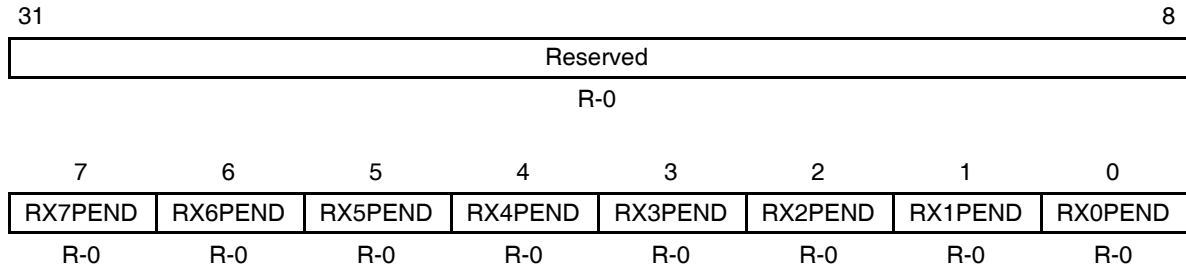 31 8
Reserved
R-0
7 6 5 4 3 2 1 0
RX7PEND RX6PEND RX5PEND RX4PEND RX3PEND RX2PEND RX1PEND RX0PEND
R-0 R-0 R-0 R-0 R-0 R-0 R-0 R-0